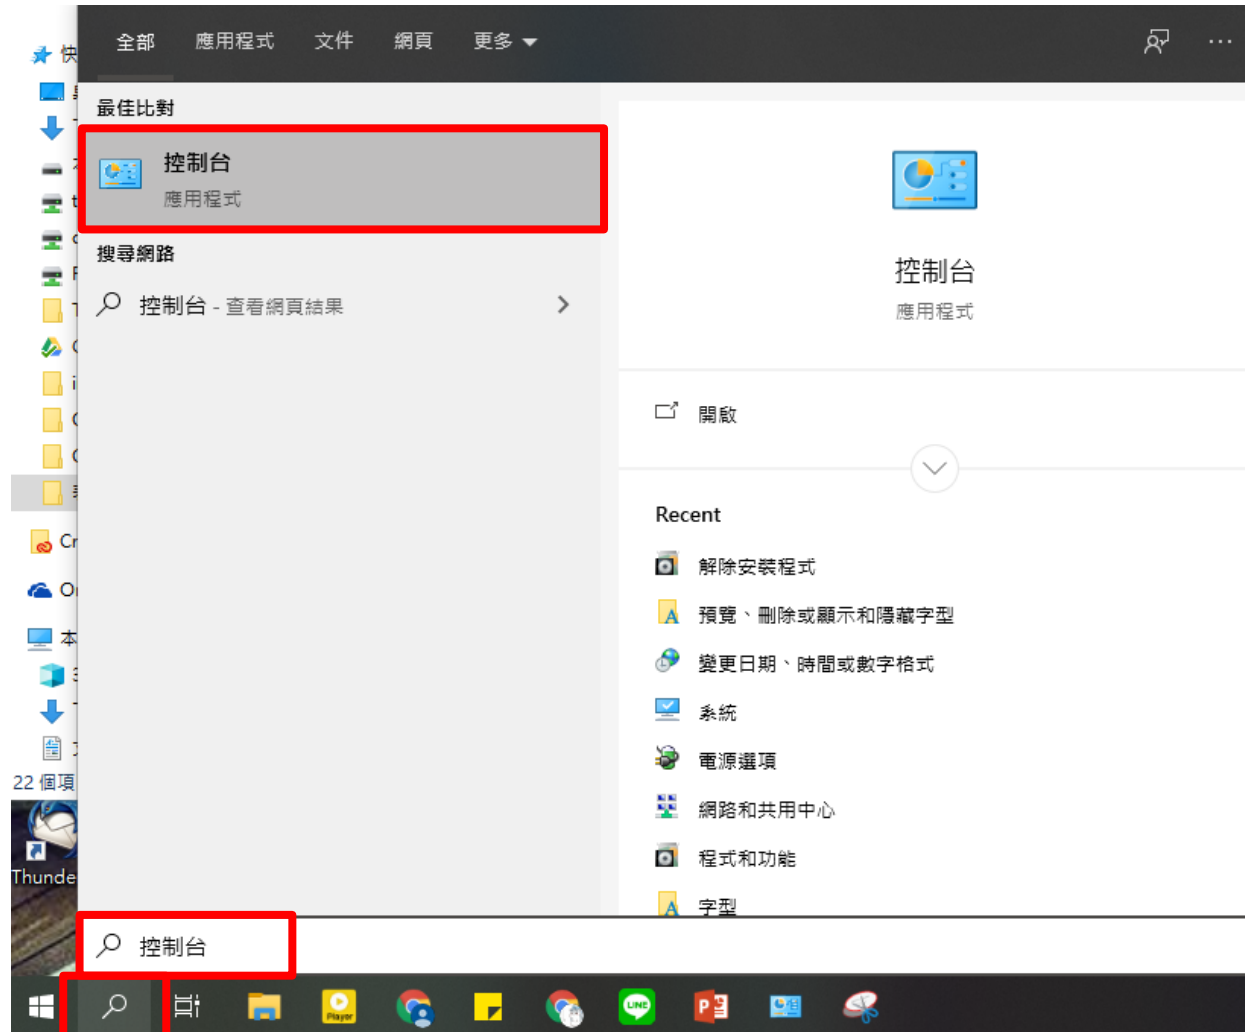 全部 應用程式 文件 網頁 更多
快
最佳比對
控制台
應用程式
搜尋網路
控制台 - 查看網頁結果
控制台
應用程式
開啟
Recent
解除安裝程式
預覽、刪除或顯示和隱藏字型
變更日期、時間或數字格式
系統
電源選項
網路和共用中心
程式和功能
字型
Cr
本
22 個項
Thunde
控制台
Player
LINE